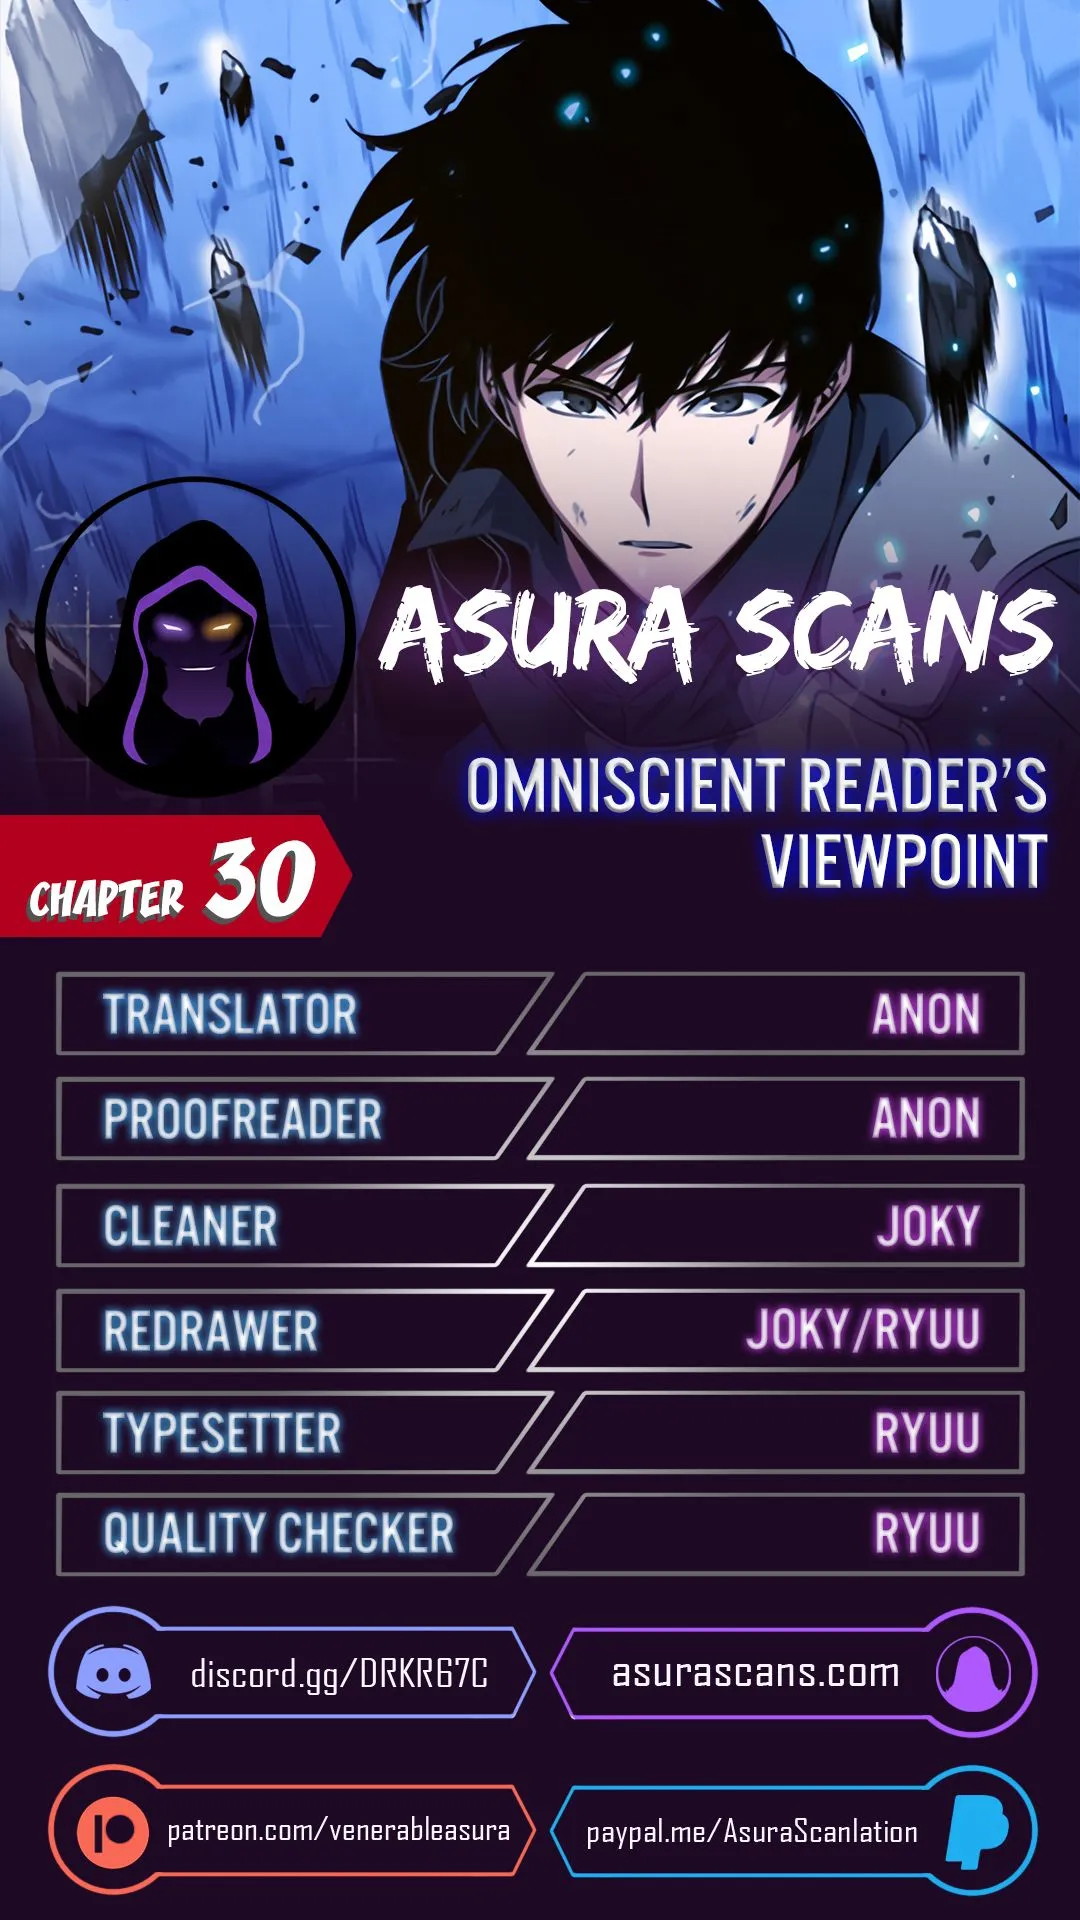 ASURA SCANS
OMNISCIENT READER'S
VIEWPOINT
CHAPTER 30
TRANSLATOR ANON
PROOFREADER ANON
CLEANER JOKY
REDRAWER JOKY/RYUU
TYPESETTER RYUU
QUALITY CHECKER RYUU
discord.gg/DRKR67C
asurascans.com
patreon.com/venerableasura
paypal.me/AsuraScanlation